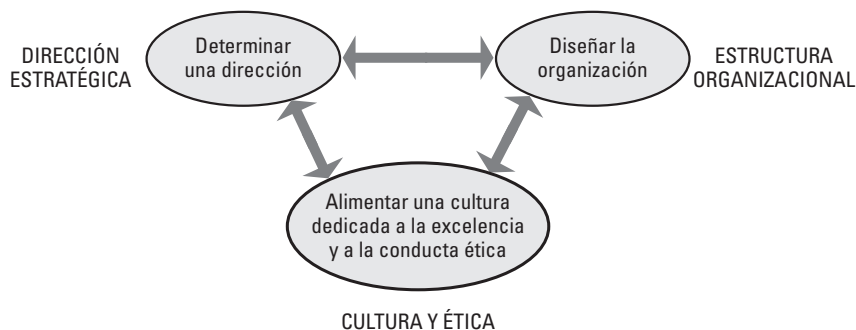 DIRECCIÓN
ESTRATÉGICA
Determinar
una dirección
Diseñar la
organización
ESTRUCTURA
ORGANIZACIONAL
Alimentar una cultura
dedicada a la excelencia
y a la conducta ética
CULTURA Y ÉTICA